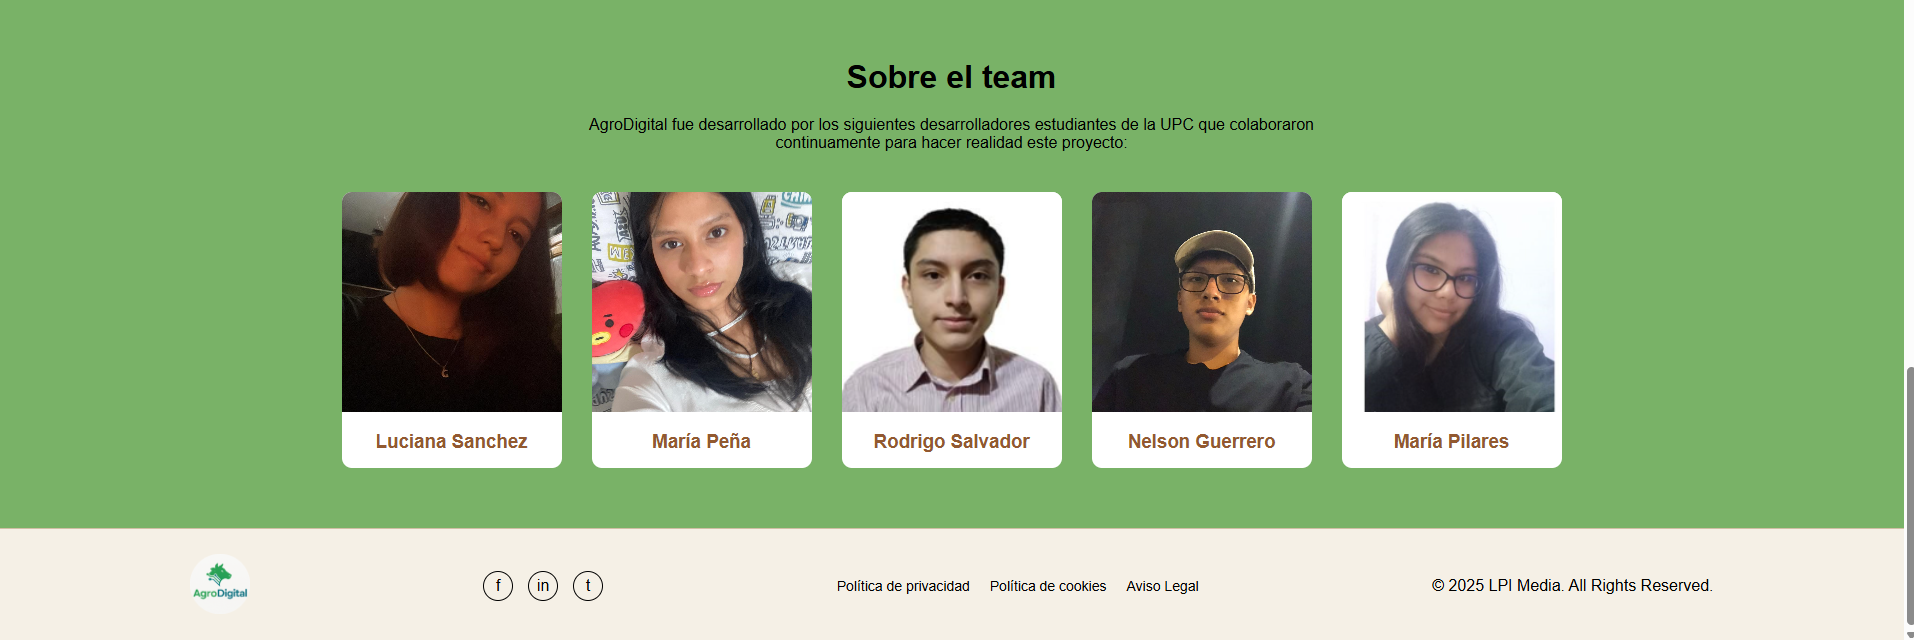 Sobre el team
AgroDigital fue desarrollado por los siguientes desarrolladores estudiantes de la UPC que colaboraron
continuamente para hacer realidad este proyecto:
Luciana Sanchez
María Peña
Rodrigo Salvador
Nelson Guerrero
María Pilares
AgroDigital
f
in
t
Política de privacidad
Política de cookies
Aviso Legal
© 2025 LPI Media. All Rights Reserved.